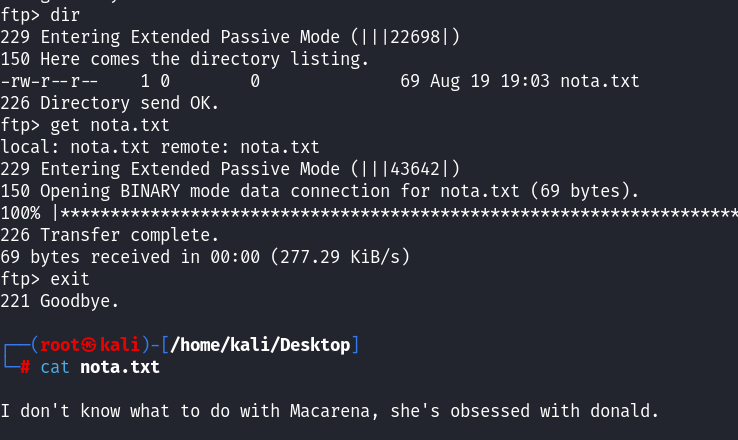 ftp> dir
229 Entering Extended Passive Mode (|||22698|)
150 Here comes the directory listing.
-rw-r--r--    1 0        0              69 Aug 19 19:03 nota.txt
226 Directory send OK.
ftp> get nota.txt
local: nota.txt remote: nota.txt
229 Entering Extended Passive Mode (|||43642|)
150 Opening BINARY mode data connection for nota.txt (69 bytes).
100% |********************************************************************
226 Transfer complete.
69 bytes received in 00:00 (277.29 KiB/s)
ftp> exit
221 Goodbye.
┌──(root㉿kali)-[/home/kali/Desktop]
└─# cat nota.txt
I don't know what to do with Macarena, she's obsessed with donald.